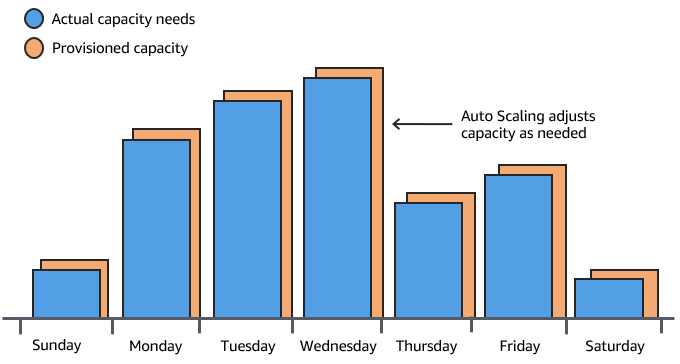 Actual capacity needs
Provisioned capacity
Auto Scaling adjusts
capacity as needed
Sunday
Monday
Tuesday
Wednesday
Thursday
Friday
Saturday